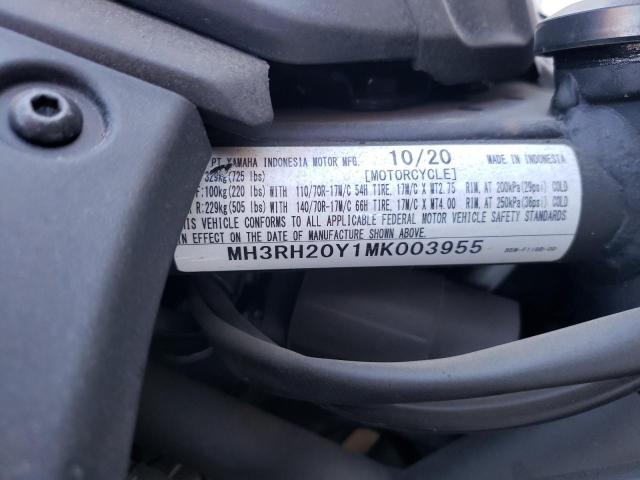 PT. YAMAHA INDONESIA MOTOR MFG. 10/20 MADE IN INDONESIA
329kg(725 lbs) [MOTORCYCLE]
F:100kg(220 lbs) WITH 110/70R-17M/C 54H TIRE, 17M/C X MT2.75 RIM, AT 200kPa(29psi) COLD
R:229kg(505 lbs) WITH 140/70R-17M/C 66H TIRE, 17M/C X MT4.00 RIM, AT 250kPa(36psi) COLD
THIS VEHICLE CONFORMS TO ALL APPLICABLE FEDERAL MOTOR VEHICLE SAFETY STANDARDS
IN EFFECT ON THE DATE OF MANUFACTURE SHOWN ABOVE.
MH3RH20Y1MK003955